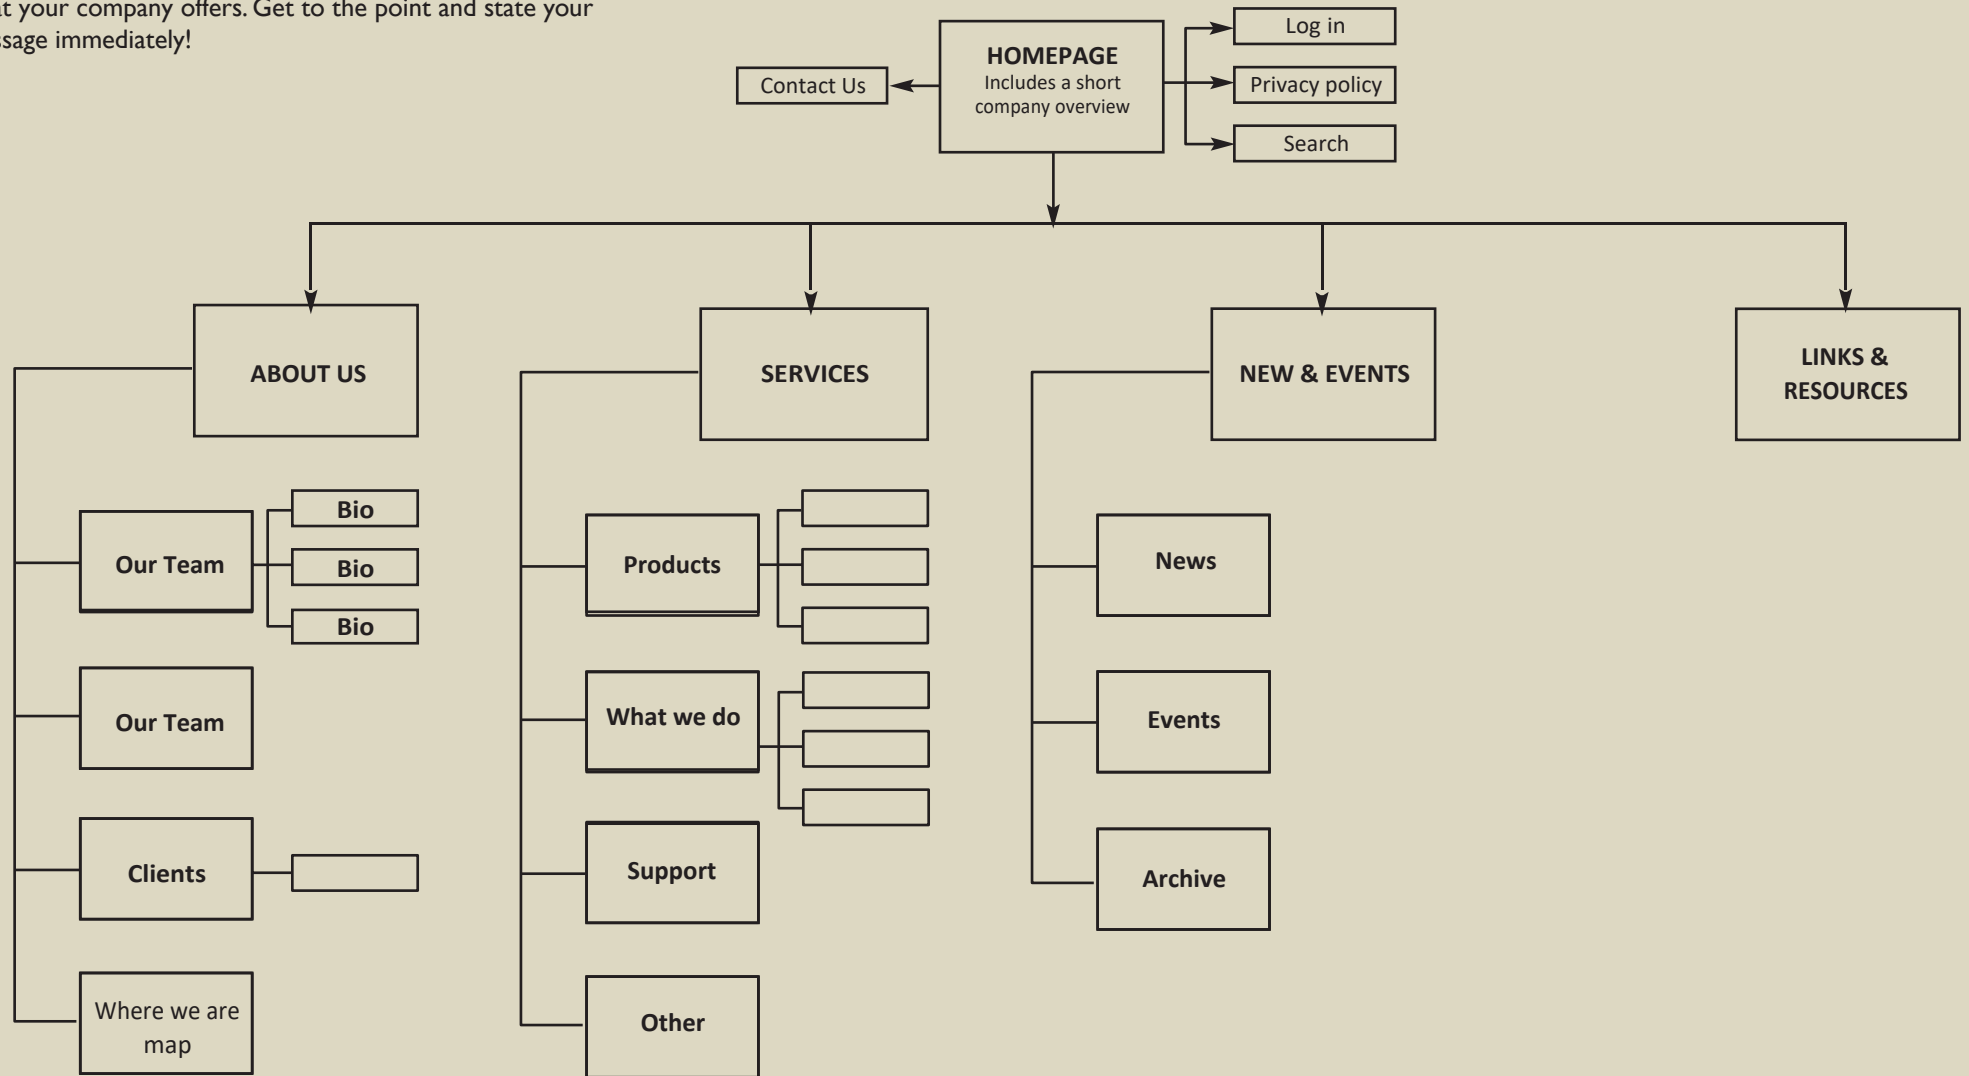 at your company offers. Get to the point and state your
ssage immediately!
Log in
HOMEPAGE
Includes a short
company overview
Contact Us
Privacy policy
Search
ABOUT US
SERVICES
NEW & EVENTS
LINKS &
RESOURCES
Bio
Our Team
Bio
Bio
Our Team
Clients
Where we are
map
Products
What we do
Support
Other
News
Events
Archive